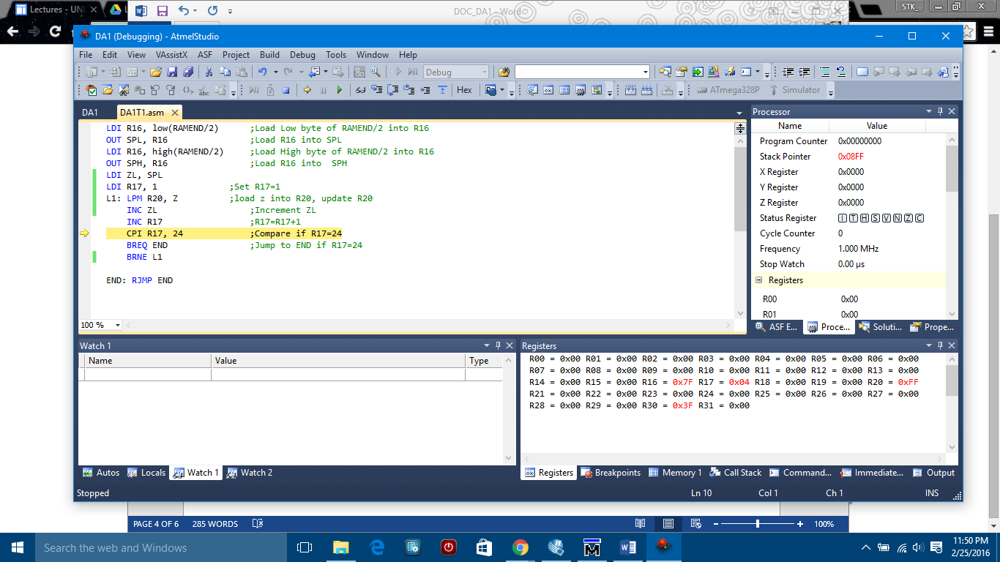 Lectures - UNI
L
DOC_DA1 - Word
STK_
DA1 (Debugging) - AtmelStudio
File Edit View VAssistX ASF Project Build Debug Tools Window Help
Debug
Hex
ATmega328P
Simulator
DA1
DA1T1.asm
LDI R16, low(RAMEND/2) ;Load Low byte of RAMEND/2 into R16
OUT SPL, R16 ;Load R16 into SPL
LDI R16, high(RAMEND/2) ;Load High byte of RAMEND/2 into R16
OUT SPH, R16 ;Load R16 into SPH
LDI ZL, SPL
LDI R17, 1 ;Set R17=1
L1: LPM R20, Z ;load z into R20, update R20
INC ZL ;Increment ZL
INC R17 ;R17=R17+1
CPI R17, 24 ;Compare if R17=24
BREQ END ;Jump to END if R17=24
BRNE L1
END: RJMP END
100 %
Processor
Name Value
Program Counter 0x00000000
Stack Pointer 0x08FF
X Register 0x0000
Y Register 0x0000
Z Register 0x0000
Status Register I T H S V N Z C
Cycle Counter 0
Frequency 1.000 MHz
Stop Watch 0.00 µs
Registers
R00 0x00
R01 0x00
ASF E... Proce... Soluti... Prope...
Watch 1
Name Value Type
Autos Locals Watch 1 Watch 2
Registers
R00 = 0x00 R01 = 0x00 R02 = 0x00 R03 = 0x00 R04 = 0x00 R05 = 0x00 R06 = 0x00
R07 = 0x00 R08 = 0x00 R09 = 0x00 R10 = 0x00 R11 = 0x00 R12 = 0x00 R13 = 0x00
R14 = 0x00 R15 = 0x00 R16 = 0x7F R17 = 0x04 R18 = 0x00 R19 = 0x00 R20 = 0xFF
R21 = 0x00 R22 = 0x00 R23 = 0x00 R24 = 0x00 R25 = 0x00 R26 = 0x00 R27 = 0x00
R28 = 0x00 R29 = 0x00 R30 = 0x3F R31 = 0x00
Registers Breakpoints Memory 1 Call Stack Command... Immediate... Output
Stopped Ln 10 Col 1 Ch 1 INS
PAGE 4 OF 6 285 WORDS 100%
Search the web and Windows
11:50 PM
2/25/2016